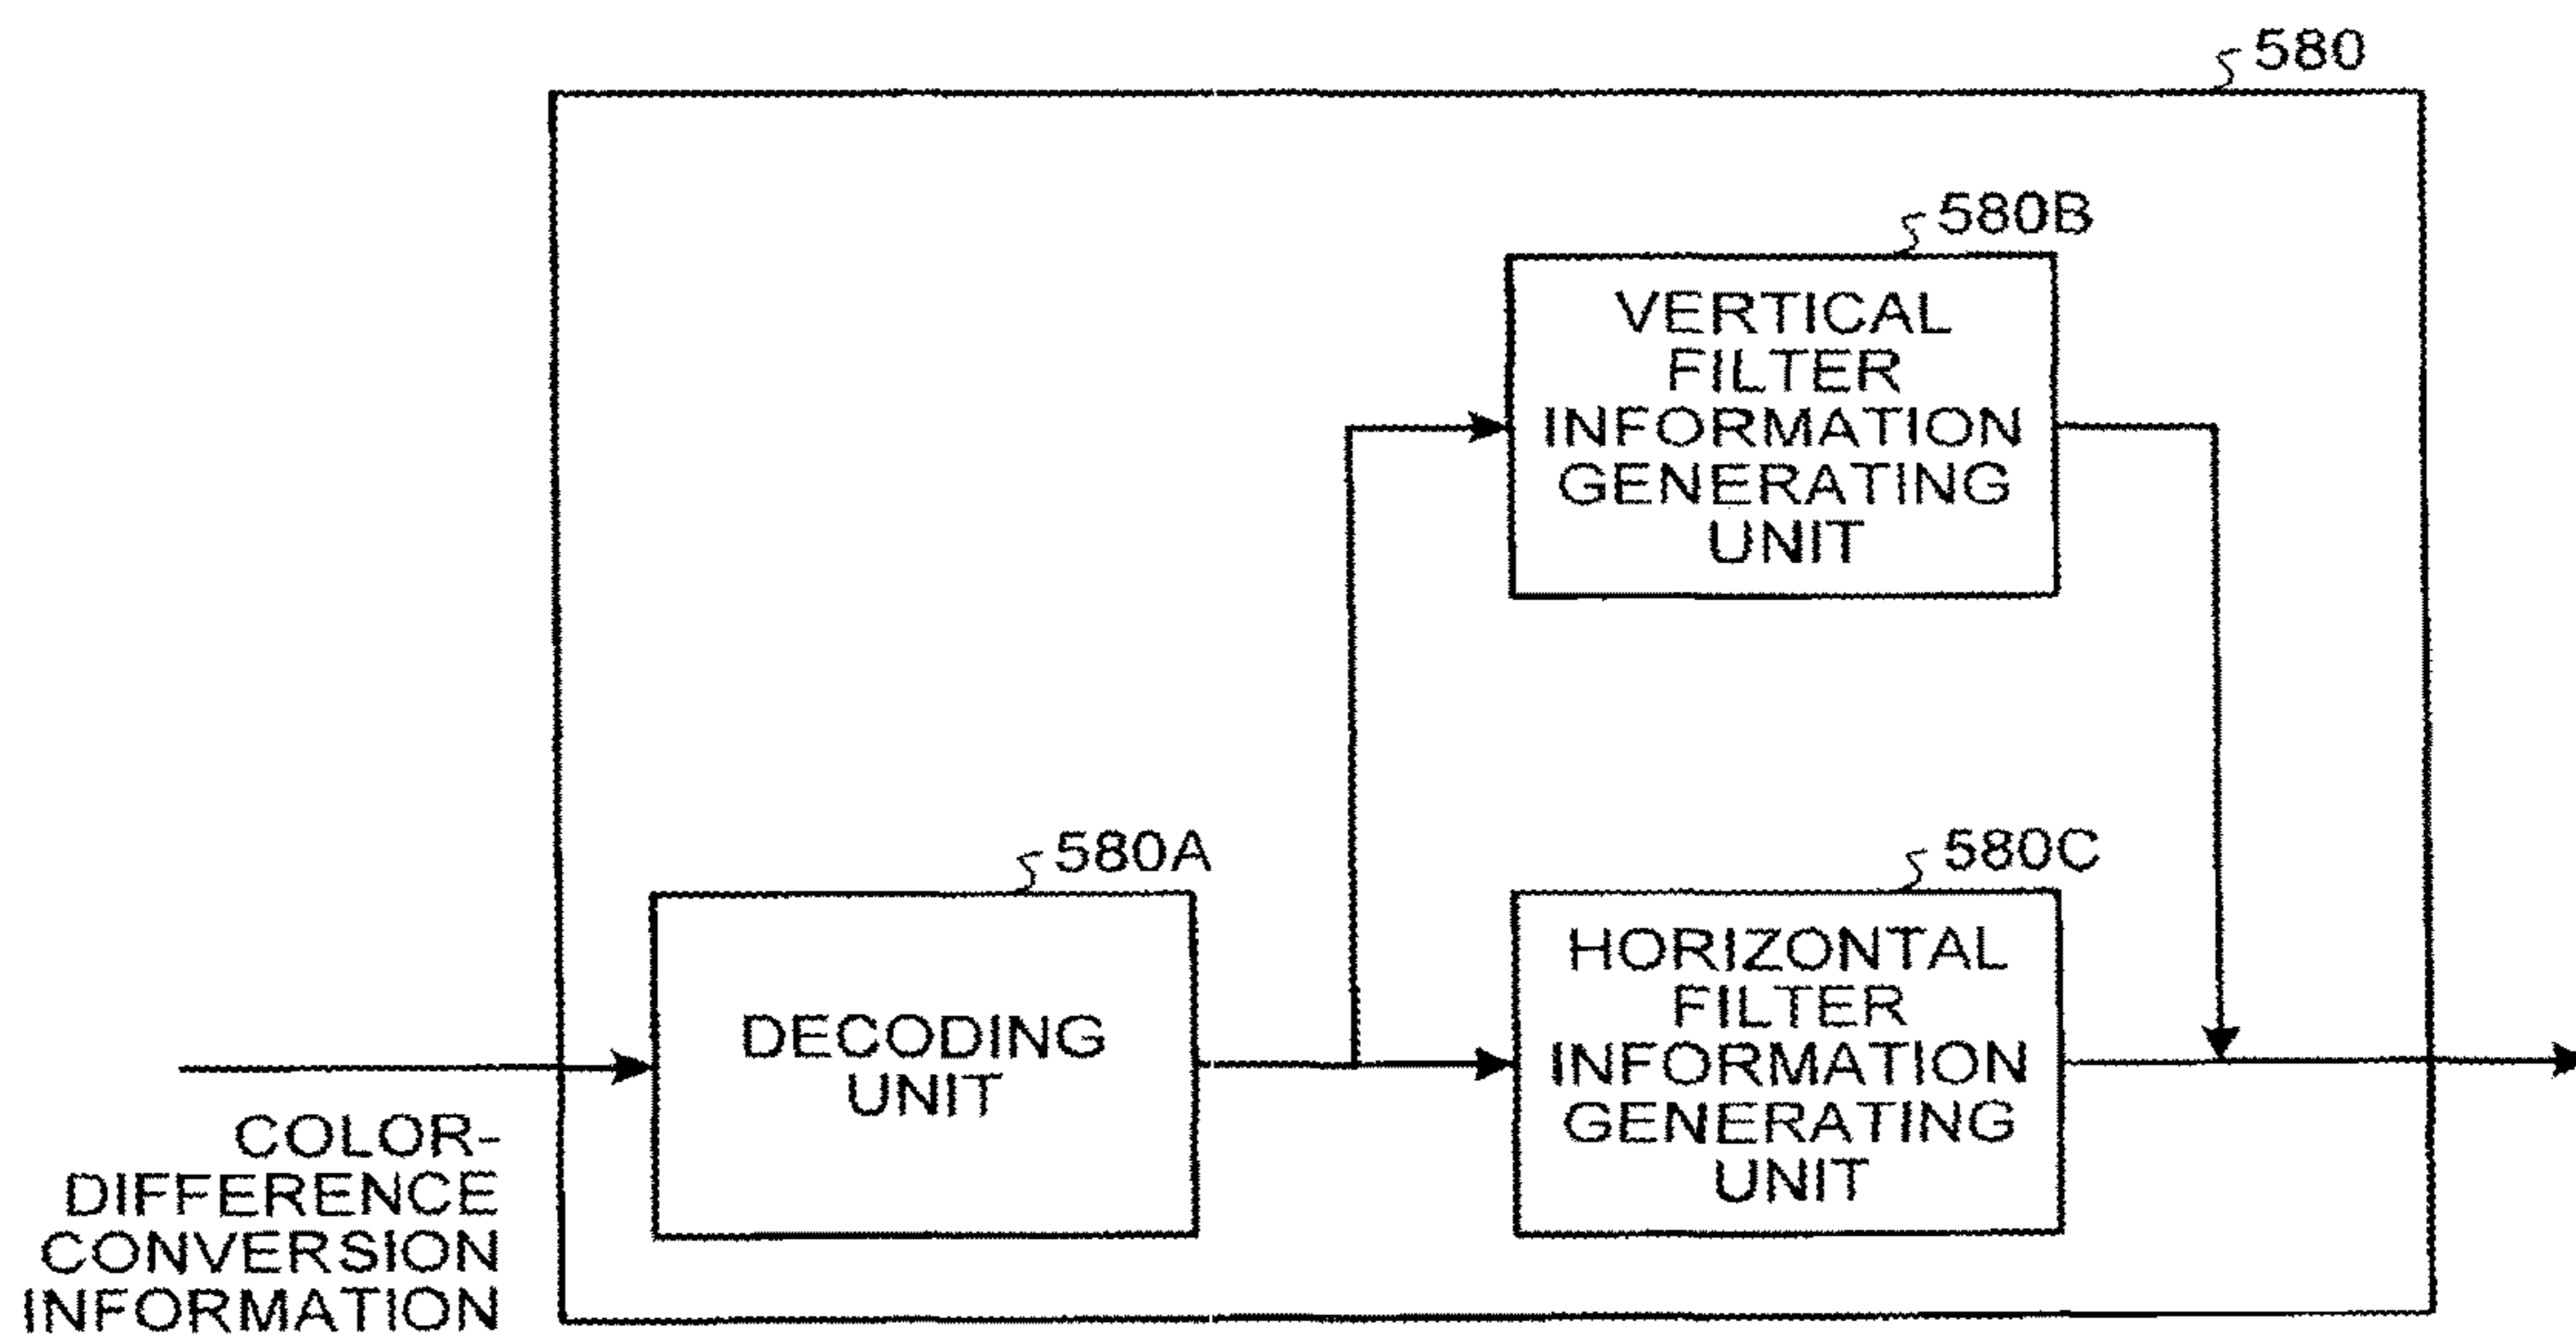 580
580B
VERTICAL
FILTER
INFORMATION
GENERATING
UNIT
580A
DECODING
UNIT
580C
HORIZONTAL
FILTER
INFORMATION
GENERATING
UNIT
COLOR-
DIFFERENCE
CONVERSION
INFORMATION